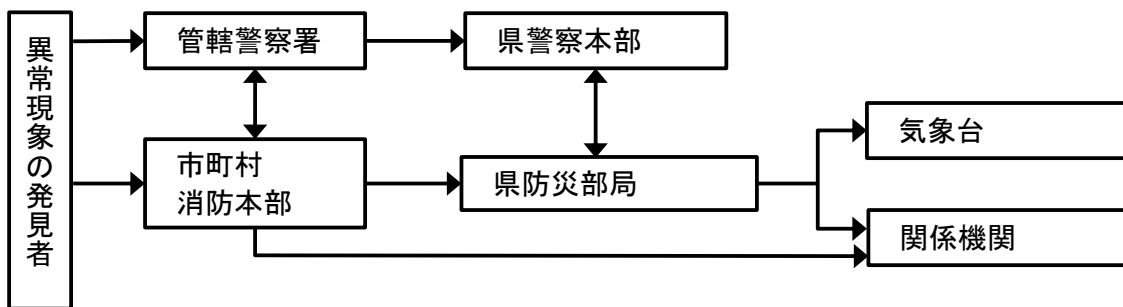 異常現象の発見者
管轄警察署
県警察本部
市町村
消防本部
県防災部局
気象台
関係機関